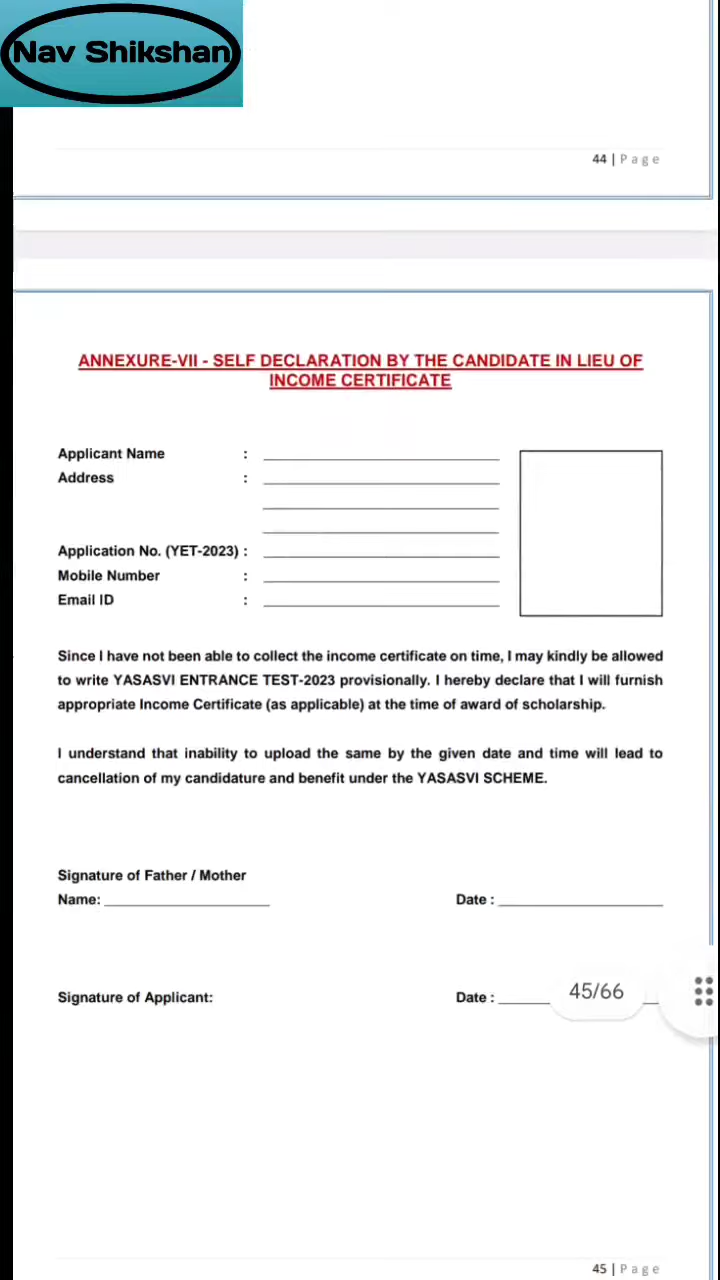 Nav Shikshan
44 | Page
ANNEXURE-VII - SELF DECLARATION BY THE CANDIDATE IN LIEU OF
INCOME CERTIFICATE
Applicant Name :
Address :
Application No. (YET-2023) :
Mobile Number :
Email ID :
Since I have not been able to collect the income certificate on time, I may kindly be allowed
to write YASASVI ENTRANCE TEST-2023 provisionally. I hereby declare that I will furnish
appropriate Income Certificate (as applicable) at the time of award of scholarship.
I understand that inability to upload the same by the given date and time will lead to
cancellation of my candidature and benefit under the YASASVI SCHEME.
Signature of Father / Mother
Name: Date :
Signature of Applicant: Date :
45/66
45 | Page